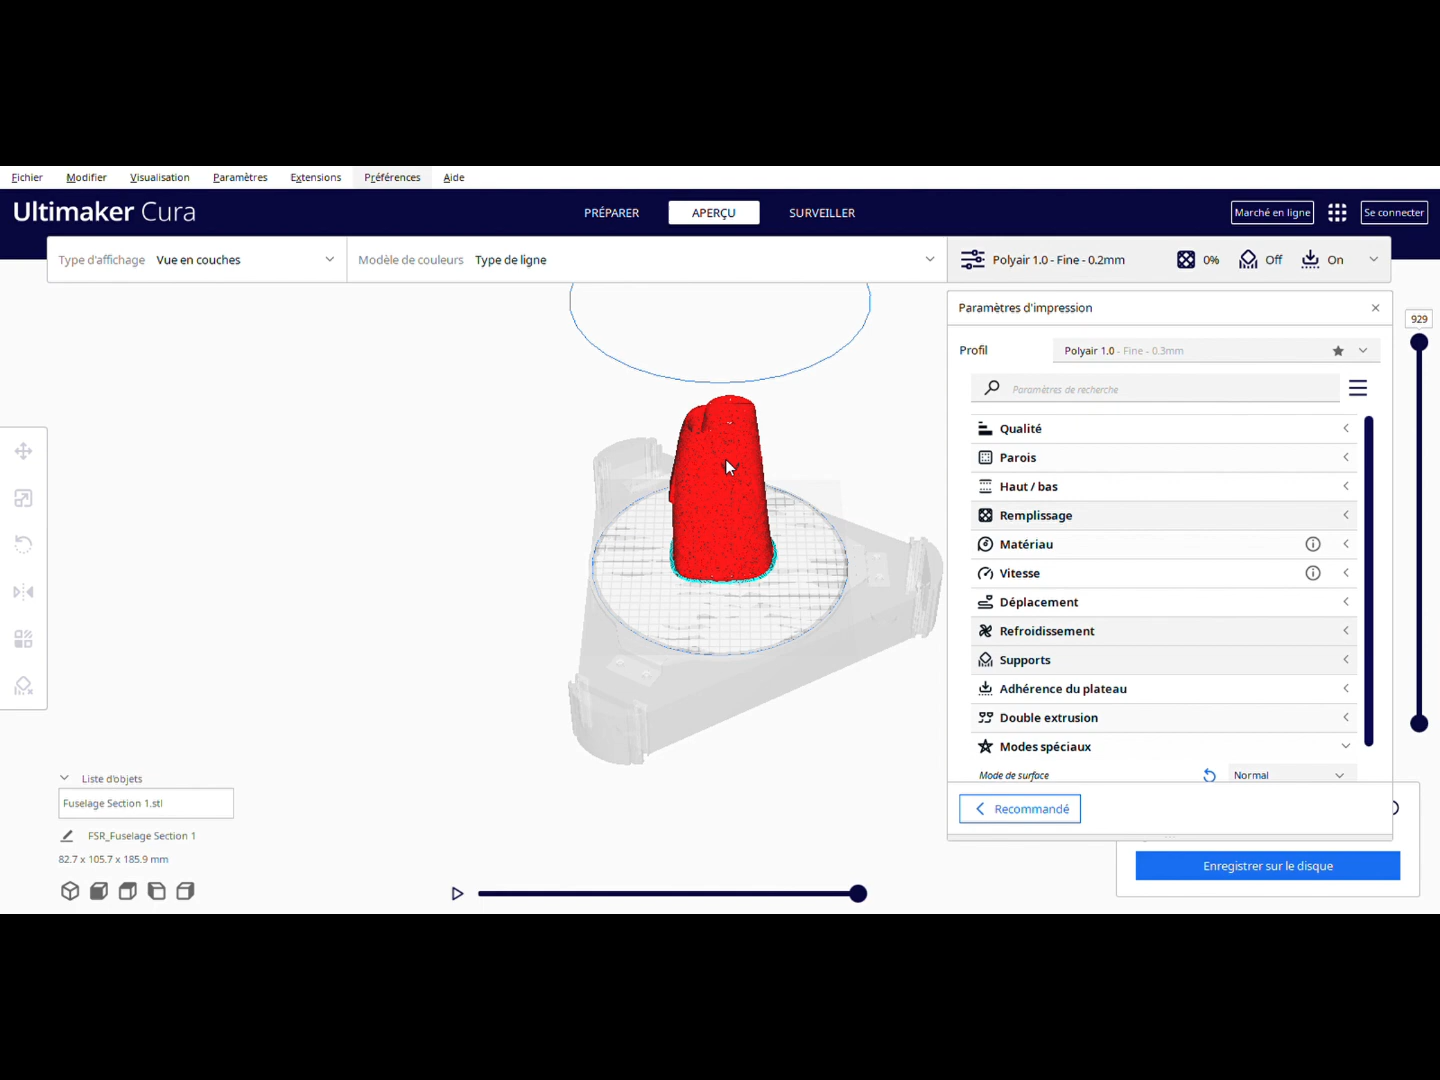 Fichier Modifier Visualisation Paramètres Extensions Préférences Aide
Ultimaker Cura
PRÉPARER APERÇU SURVEILLER
Marché en ligne Se connecter
Type d'affichage Vue en couches
Modèle de couleurs Type de ligne
Polyair 1.0 - Fine - 0.2mm 0% Off On
Paramètres d'impression
929
Profil Polyair 1.0 - Fine - 0.3mm
Paramètres de recherche
Qualité
Parois
Haut / bas
Remplissage
Matériau
Vitesse
Déplacement
Refroidissement
Supports
Adhérence du plateau
Double extrusion
Modes spéciaux
Mode de surface Normal
Recommandé
Liste d'objets
Fuselage Section 1.stl
FSR_Fuselage Section 1
82.7 x 105.7 x 185.9 mm
Enregistrer sur le disque